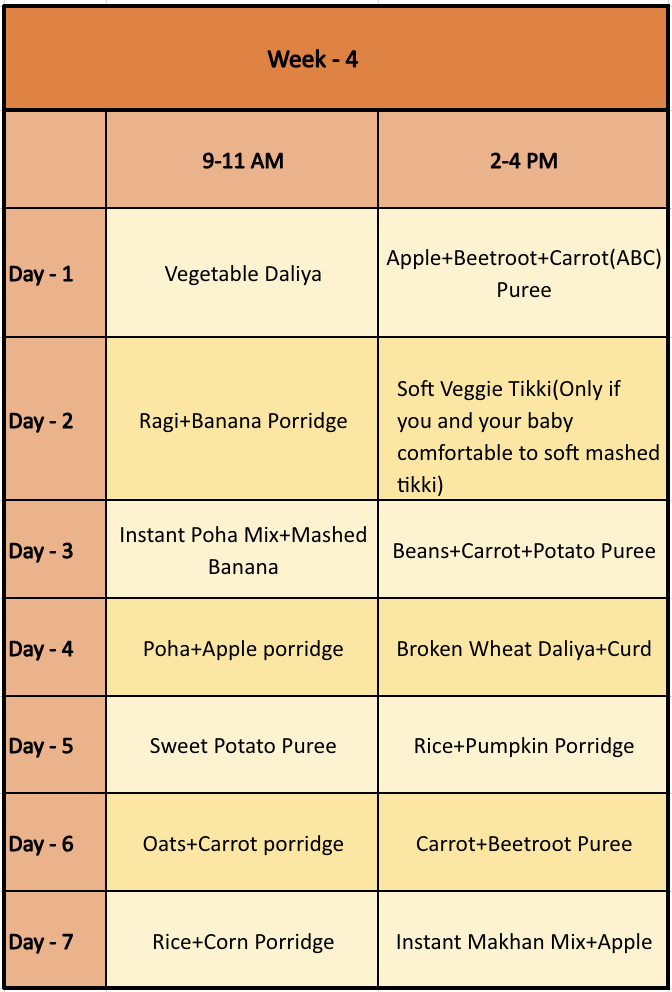 Week - 4
9-11 AM
2-4 PM
Day - 1
Vegetable Daliya
Apple+Beetroot+Carrot(ABC)
Puree
Day - 2
Ragi+Banana Porridge
Soft Veggie Tikki(Only if
you and your baby
comfortable to soft mashed
tikki)
Day - 3
Instant Poha Mix+Mashed
Banana
Beans+Carrot+Potato Puree
Day - 4
Poha+Apple porridge
Broken Wheat Daliya+Curd
Day - 5
Sweet Potato Puree
Rice+Pumpkin Porridge
Day - 6
Oats+Carrot porridge
Carrot+Beetroot Puree
Day - 7
Rice+Corn Porridge
Instant Makhan Mix+Apple